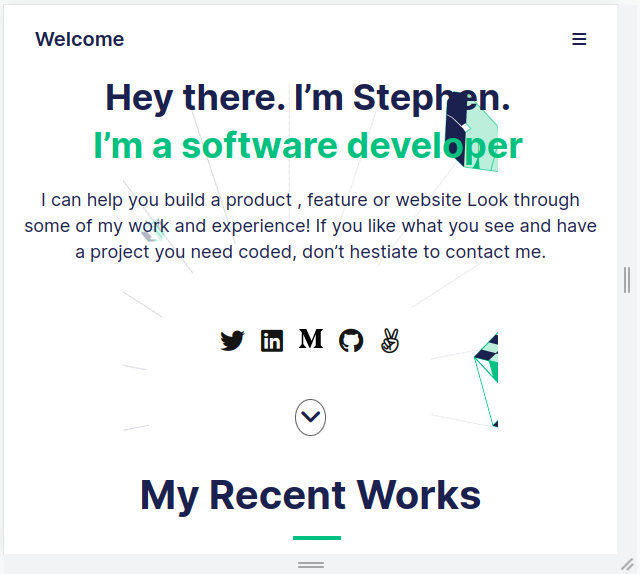 Welcome
Hey there. I’m Stephen.
I’m a software developer
I can help you build a product , feature or website Look through
some of my work and experience! If you like what you see and have
a project you need coded, don’t hestiate to contact me.
My Recent Works